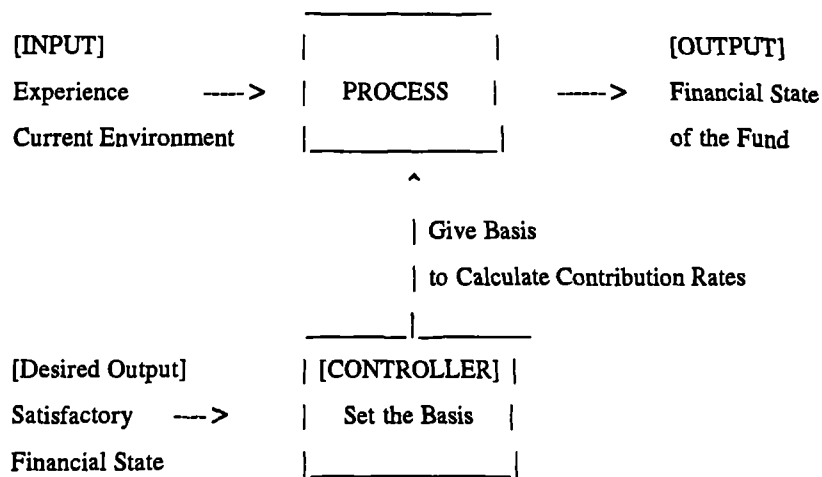 [INPUT] [OUTPUT]
Experience -----> PROCESS ------> Financial State
Current Environment of the Fund
^
| Give Basis
| to Calculate Contribution Rates
[Desired Output] | [CONTROLLER] |
Satisfactory ----> | Set the Basis |
Financial State